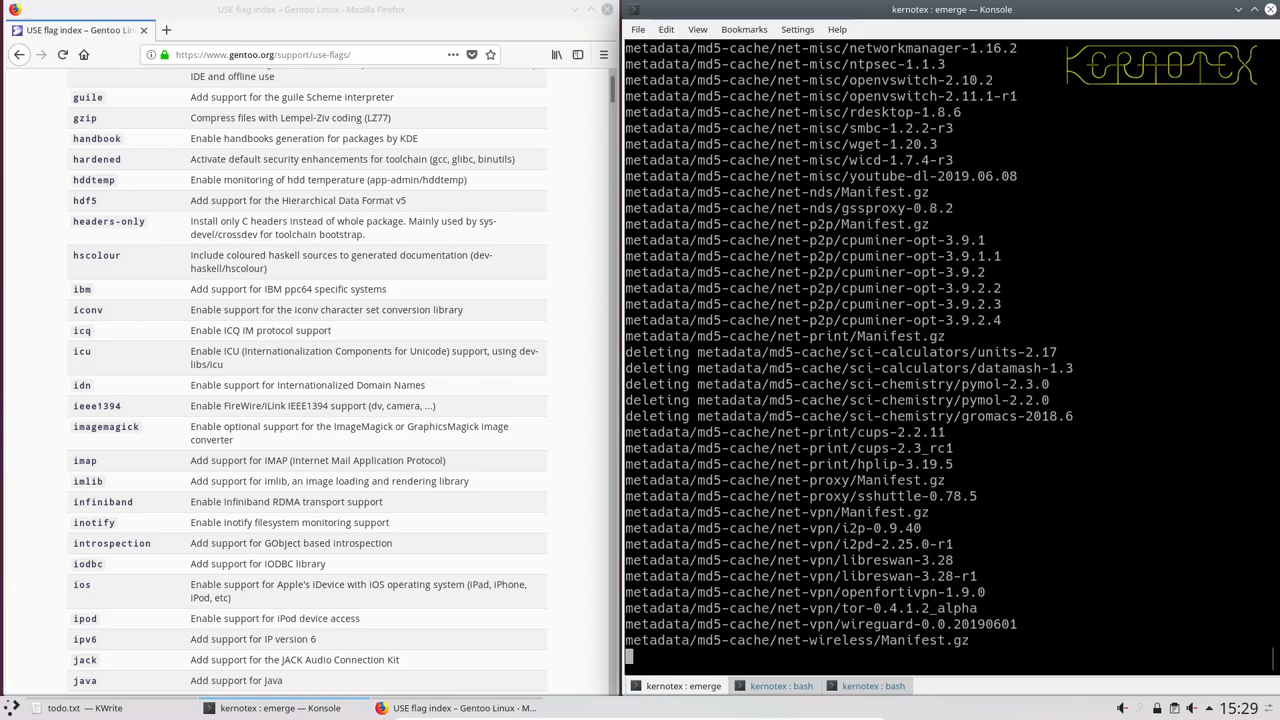 USE flag index – Gentoo Linux - Mozilla Firefox
USE flag index – Gentoo Lin
https://www.gentoo.org/support/use-flags/
IDE and offline use
guile Add support for the guile Scheme interpreter
gzip Compress files with Lempel-Ziv coding (LZ77)
handbook Enable handbooks generation for packages by KDE
hardened Activate default security enhancements for toolchain (gcc, glibc, binutils)
hddtemp Enable monitoring of hdd temperature (app-admin/hddtemp)
hdf5 Add support for the Hierarchical Data Format v5
headers-only Install only C headers instead of whole package. Mainly used by sys-
devel/crossdev for toolchain bootstrap.
hscolour Include coloured haskell sources to generated documentation (dev-
haskell/hscolour)
ibm Add support for IBM ppc64 specific systems
iconv Enable support for the iconv character set conversion library
icq Enable ICQ IM protocol support
icu Enable ICU (Internationalization Components for Unicode) support, using dev-
libs/icu
idn Enable support for Internationalized Domain Names
ieee1394 Enable FireWire/iLink IEEE1394 support (dv, camera, ...)
imagemagick Enable optional support for the ImageMagick or GraphicsMagick image
converter
imap Add support for IMAP (Internet Mail Application Protocol)
imlib Add support for imlib, an image loading and rendering library
infiniband Enable Infiniband RDMA transport support
inotify Enable inotify filesystem monitoring support
introspection Add support for GObject based introspection
iodbc Add support for iODBC library
ios Enable support for Apple's iDevice with iOS operating system (iPad, iPhone,
iPod, etc)
ipod Enable support for iPod device access
ipv6 Add support for IP version 6
jack Add support for the JACK Audio Connection Kit
java Add support for Java
kernotex : emerge — Konsole
File Edit View Bookmarks Settings Help
KERNOTEX
metadata/md5-cache/net-misc/networkmanager-1.16.2
metadata/md5-cache/net-misc/ntpsec-1.1.3
metadata/md5-cache/net-misc/openvswitch-2.10.2
metadata/md5-cache/net-misc/openvswitch-2.11.1-r1
metadata/md5-cache/net-misc/rdesktop-1.8.6
metadata/md5-cache/net-misc/smbc-1.2.2-r3
metadata/md5-cache/net-misc/wget-1.20.3
metadata/md5-cache/net-misc/wicd-1.7.4-r3
metadata/md5-cache/net-misc/youtube-dl-2019.06.08
metadata/md5-cache/net-nds/Manifest.gz
metadata/md5-cache/net-nds/gssproxy-0.8.2
metadata/md5-cache/net-p2p/Manifest.gz
metadata/md5-cache/net-p2p/cpuminer-opt-3.9.1
metadata/md5-cache/net-p2p/cpuminer-opt-3.9.1.1
metadata/md5-cache/net-p2p/cpuminer-opt-3.9.2
metadata/md5-cache/net-p2p/cpuminer-opt-3.9.2.2
metadata/md5-cache/net-p2p/cpuminer-opt-3.9.2.3
metadata/md5-cache/net-p2p/cpuminer-opt-3.9.2.4
metadata/md5-cache/net-print/Manifest.gz
deleting metadata/md5-cache/sci-calculators/units-2.17
deleting metadata/md5-cache/sci-calculators/datamash-1.3
deleting metadata/md5-cache/sci-chemistry/pymol-2.3.0
deleting metadata/md5-cache/sci-chemistry/pymol-2.2.0
deleting metadata/md5-cache/sci-chemistry/gromacs-2018.6
metadata/md5-cache/net-print/cups-2.2.11
metadata/md5-cache/net-print/cups-2.3_rc1
metadata/md5-cache/net-print/hplip-3.19.5
metadata/md5-cache/net-proxy/Manifest.gz
metadata/md5-cache/net-proxy/sshuttle-0.78.5
metadata/md5-cache/net-vpn/Manifest.gz
metadata/md5-cache/net-vpn/i2p-0.9.40
metadata/md5-cache/net-vpn/i2pd-2.25.0-r1
metadata/md5-cache/net-vpn/libreswan-3.28
metadata/md5-cache/net-vpn/libreswan-3.28-r1
metadata/md5-cache/net-vpn/openfortivpn-1.9.0
metadata/md5-cache/net-vpn/tor-0.4.1.2_alpha
metadata/md5-cache/net-vpn/wireguard-0.0.20190601
metadata/md5-cache/net-wireless/Manifest.gz
kernotex : emerge kernotex : bash kernotex : bash
todo.txt — KWrite kernotex : emerge — Konsole USE flag index – Gentoo Linux - M... 15:29